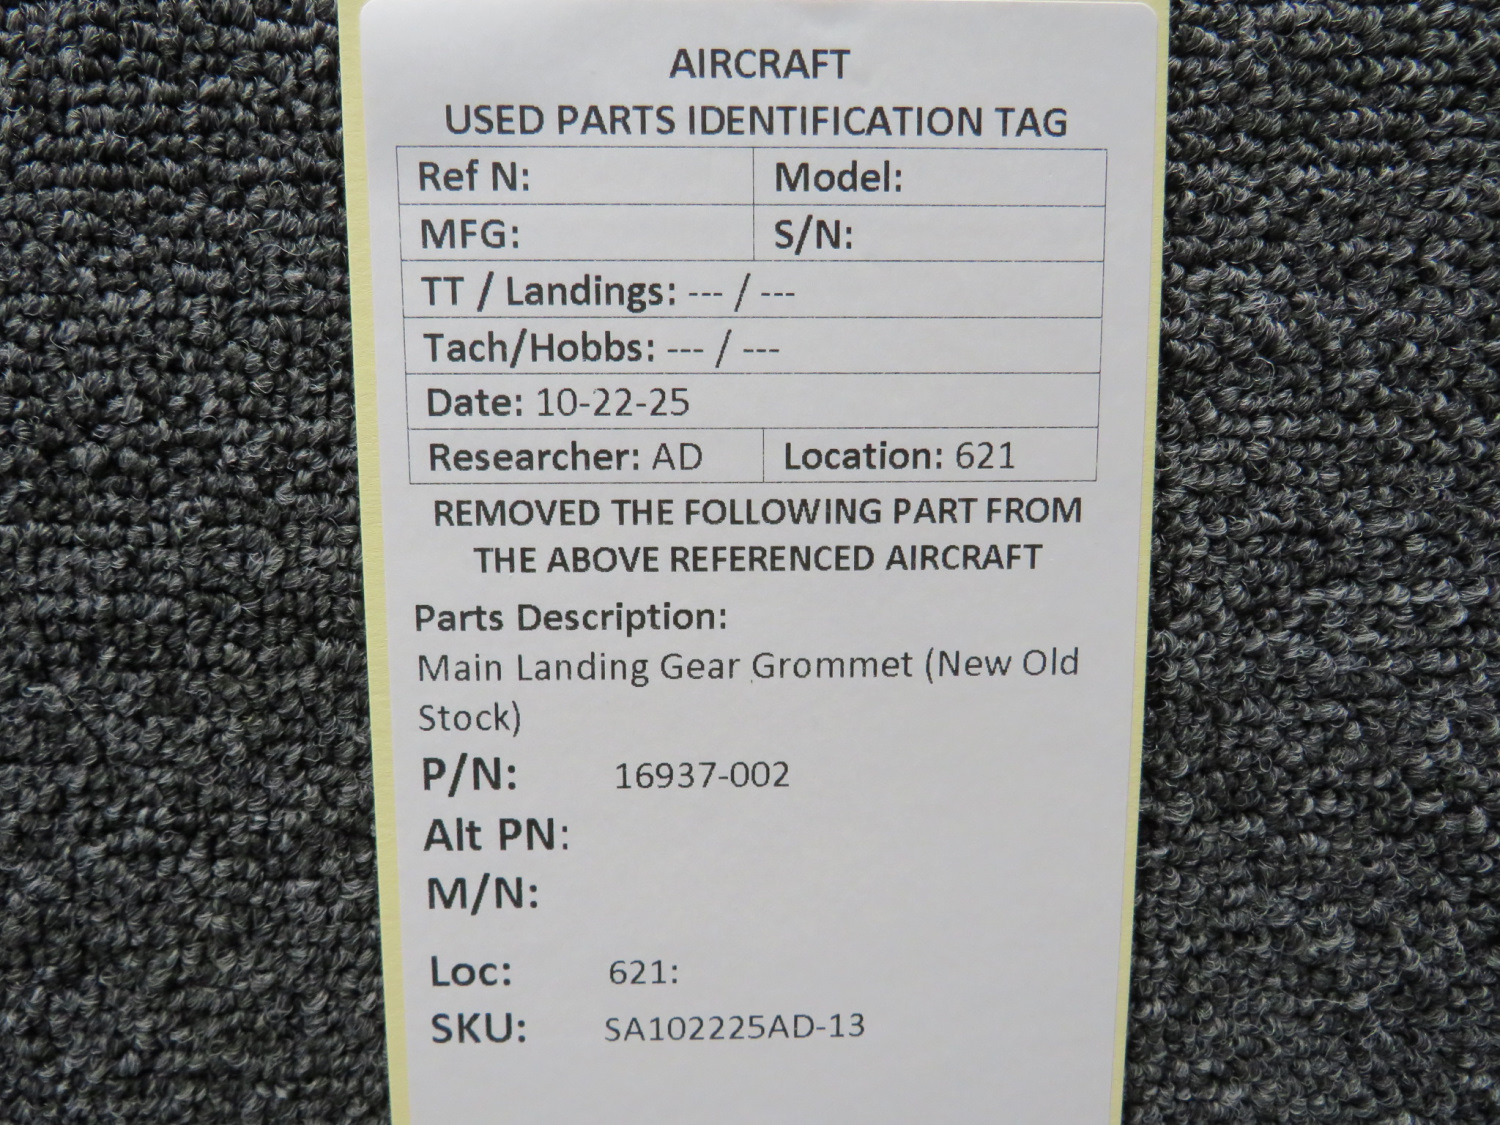 AIRCRAFT
USED PARTS IDENTIFICATION TAG
Ref N: Model:
MFG: S/N:
TT / Landings: --- / ---
Tach/Hobbs: --- / ---
Date: 10-22-25
Researcher: AD Location: 621
REMOVED THE FOLLOWING PART FROM
THE ABOVE REFERENCED AIRCRAFT
Parts Description:
Main Landing Gear Grommet (New Old
Stock)
P/N: 16937-002
Alt PN:
M/N:
Loc: 621:
SKU: SA102225AD-13